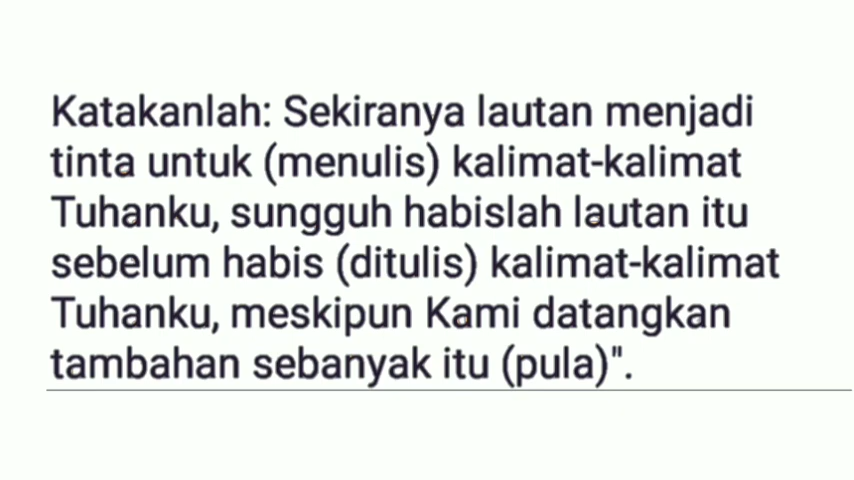 Katakanlah: Sekiranya lautan menjadi
tinta untuk (menulis) kalimat-kalimat
Tuhanku, sungguh habislah lautan itu
sebelum habis (ditulis) kalimat-kalimat
Tuhanku, meskipun Kami datangkan
tambahan sebanyak itu (pula)".